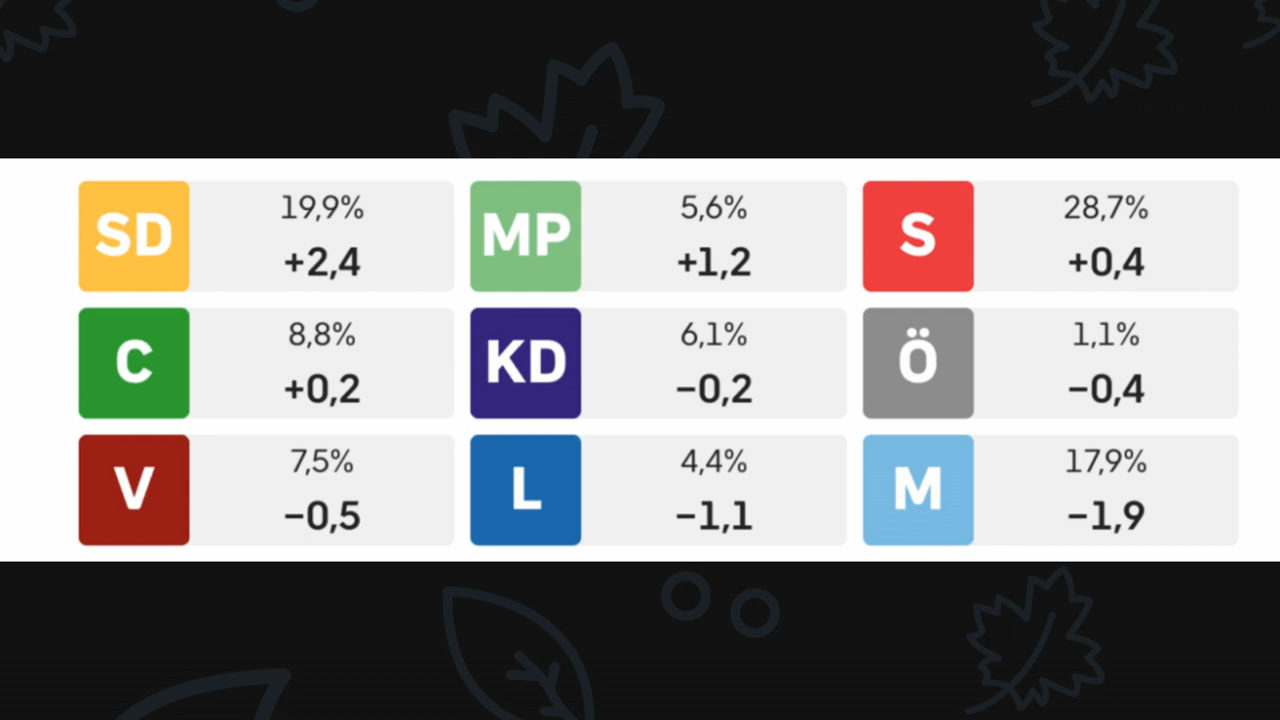 SD
19,9%
+2,4
MP
5,6%
+1,2
S
28,7%
+0,4
C
8,8%
+0,2
KD
6,1%
−0,2
Ö
1,1%
−0,4
V
7,5%
−0,5
L
4,4%
−1,1
M
17,9%
−1,9